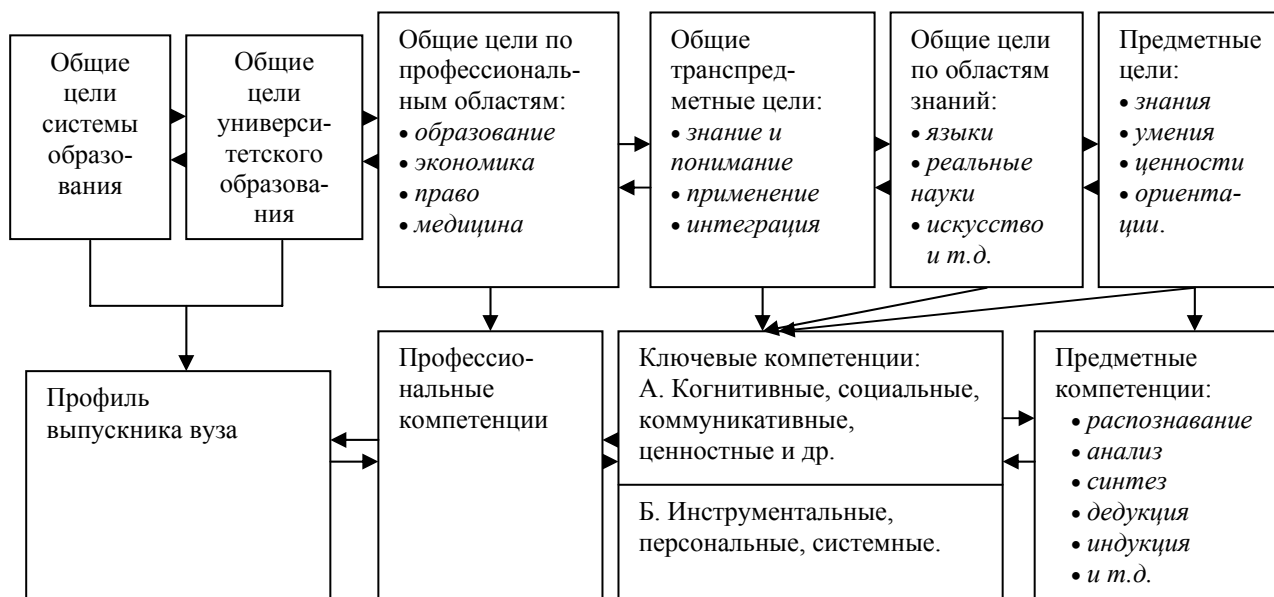 Общие
цели
системы
образо-
вания
Общие
цели
универси-
тетского
образова-
ния
Общие цели по
профессиональ-
ным областям:
• образование
• экономика
• право
• медицина
Общие
транспред-
метные цели:
• знание и
понимание
• применение
• интеграция
Общие цели
по областям
знаний:
• языки
• реальные
науки
• искусство
и т.д.
Предметные
цели:
• знания
• умения
• ценности
• ориента-
ции.
Профиль
выпускника вуза
Профессио-
нальные
компетенции
Ключевые компетенции:
А. Когнитивные, социальные,
коммуникативные,
ценностные и др.
Б. Инструментальные,
персональные, системные.
Предметные
компетенции:
• распознавание
• анализ
• синтез
• дедукция
• индукция
• и т.д.